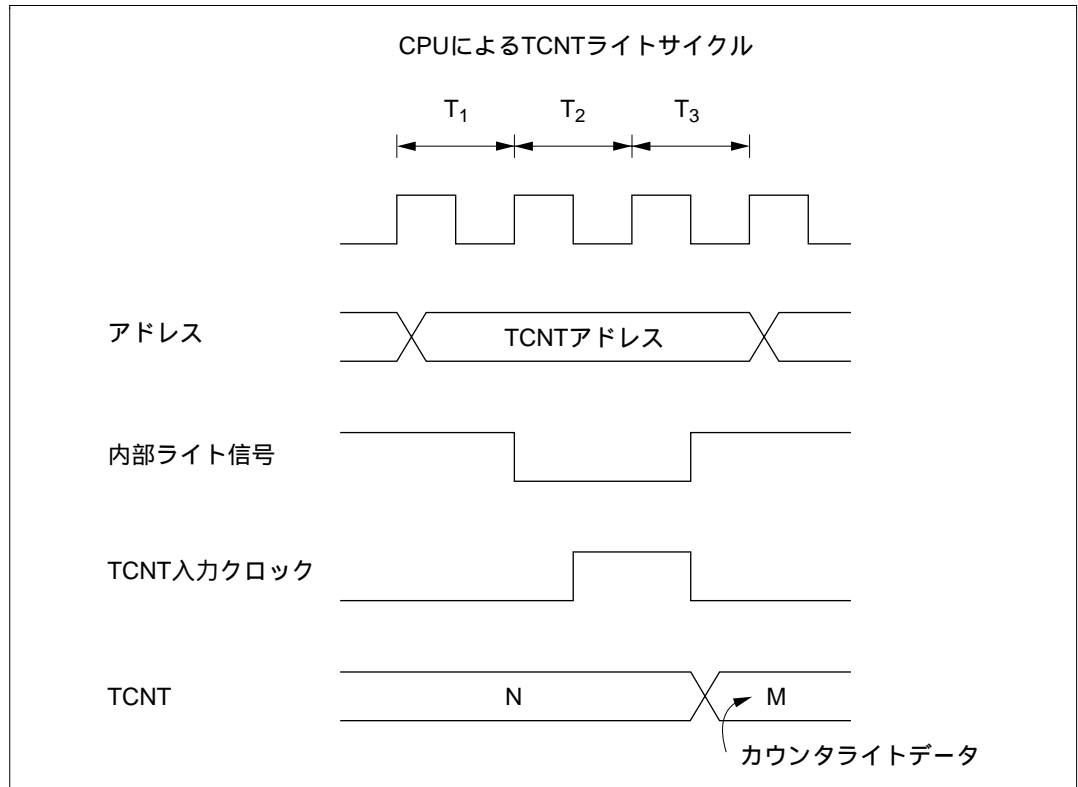 CPUによるTCNTライトサイクル
T1 T2 T3
アドレス TCNTアドレス
内部ライト信号
TCNT入力クロック
TCNT N M
カウンタライトデータ